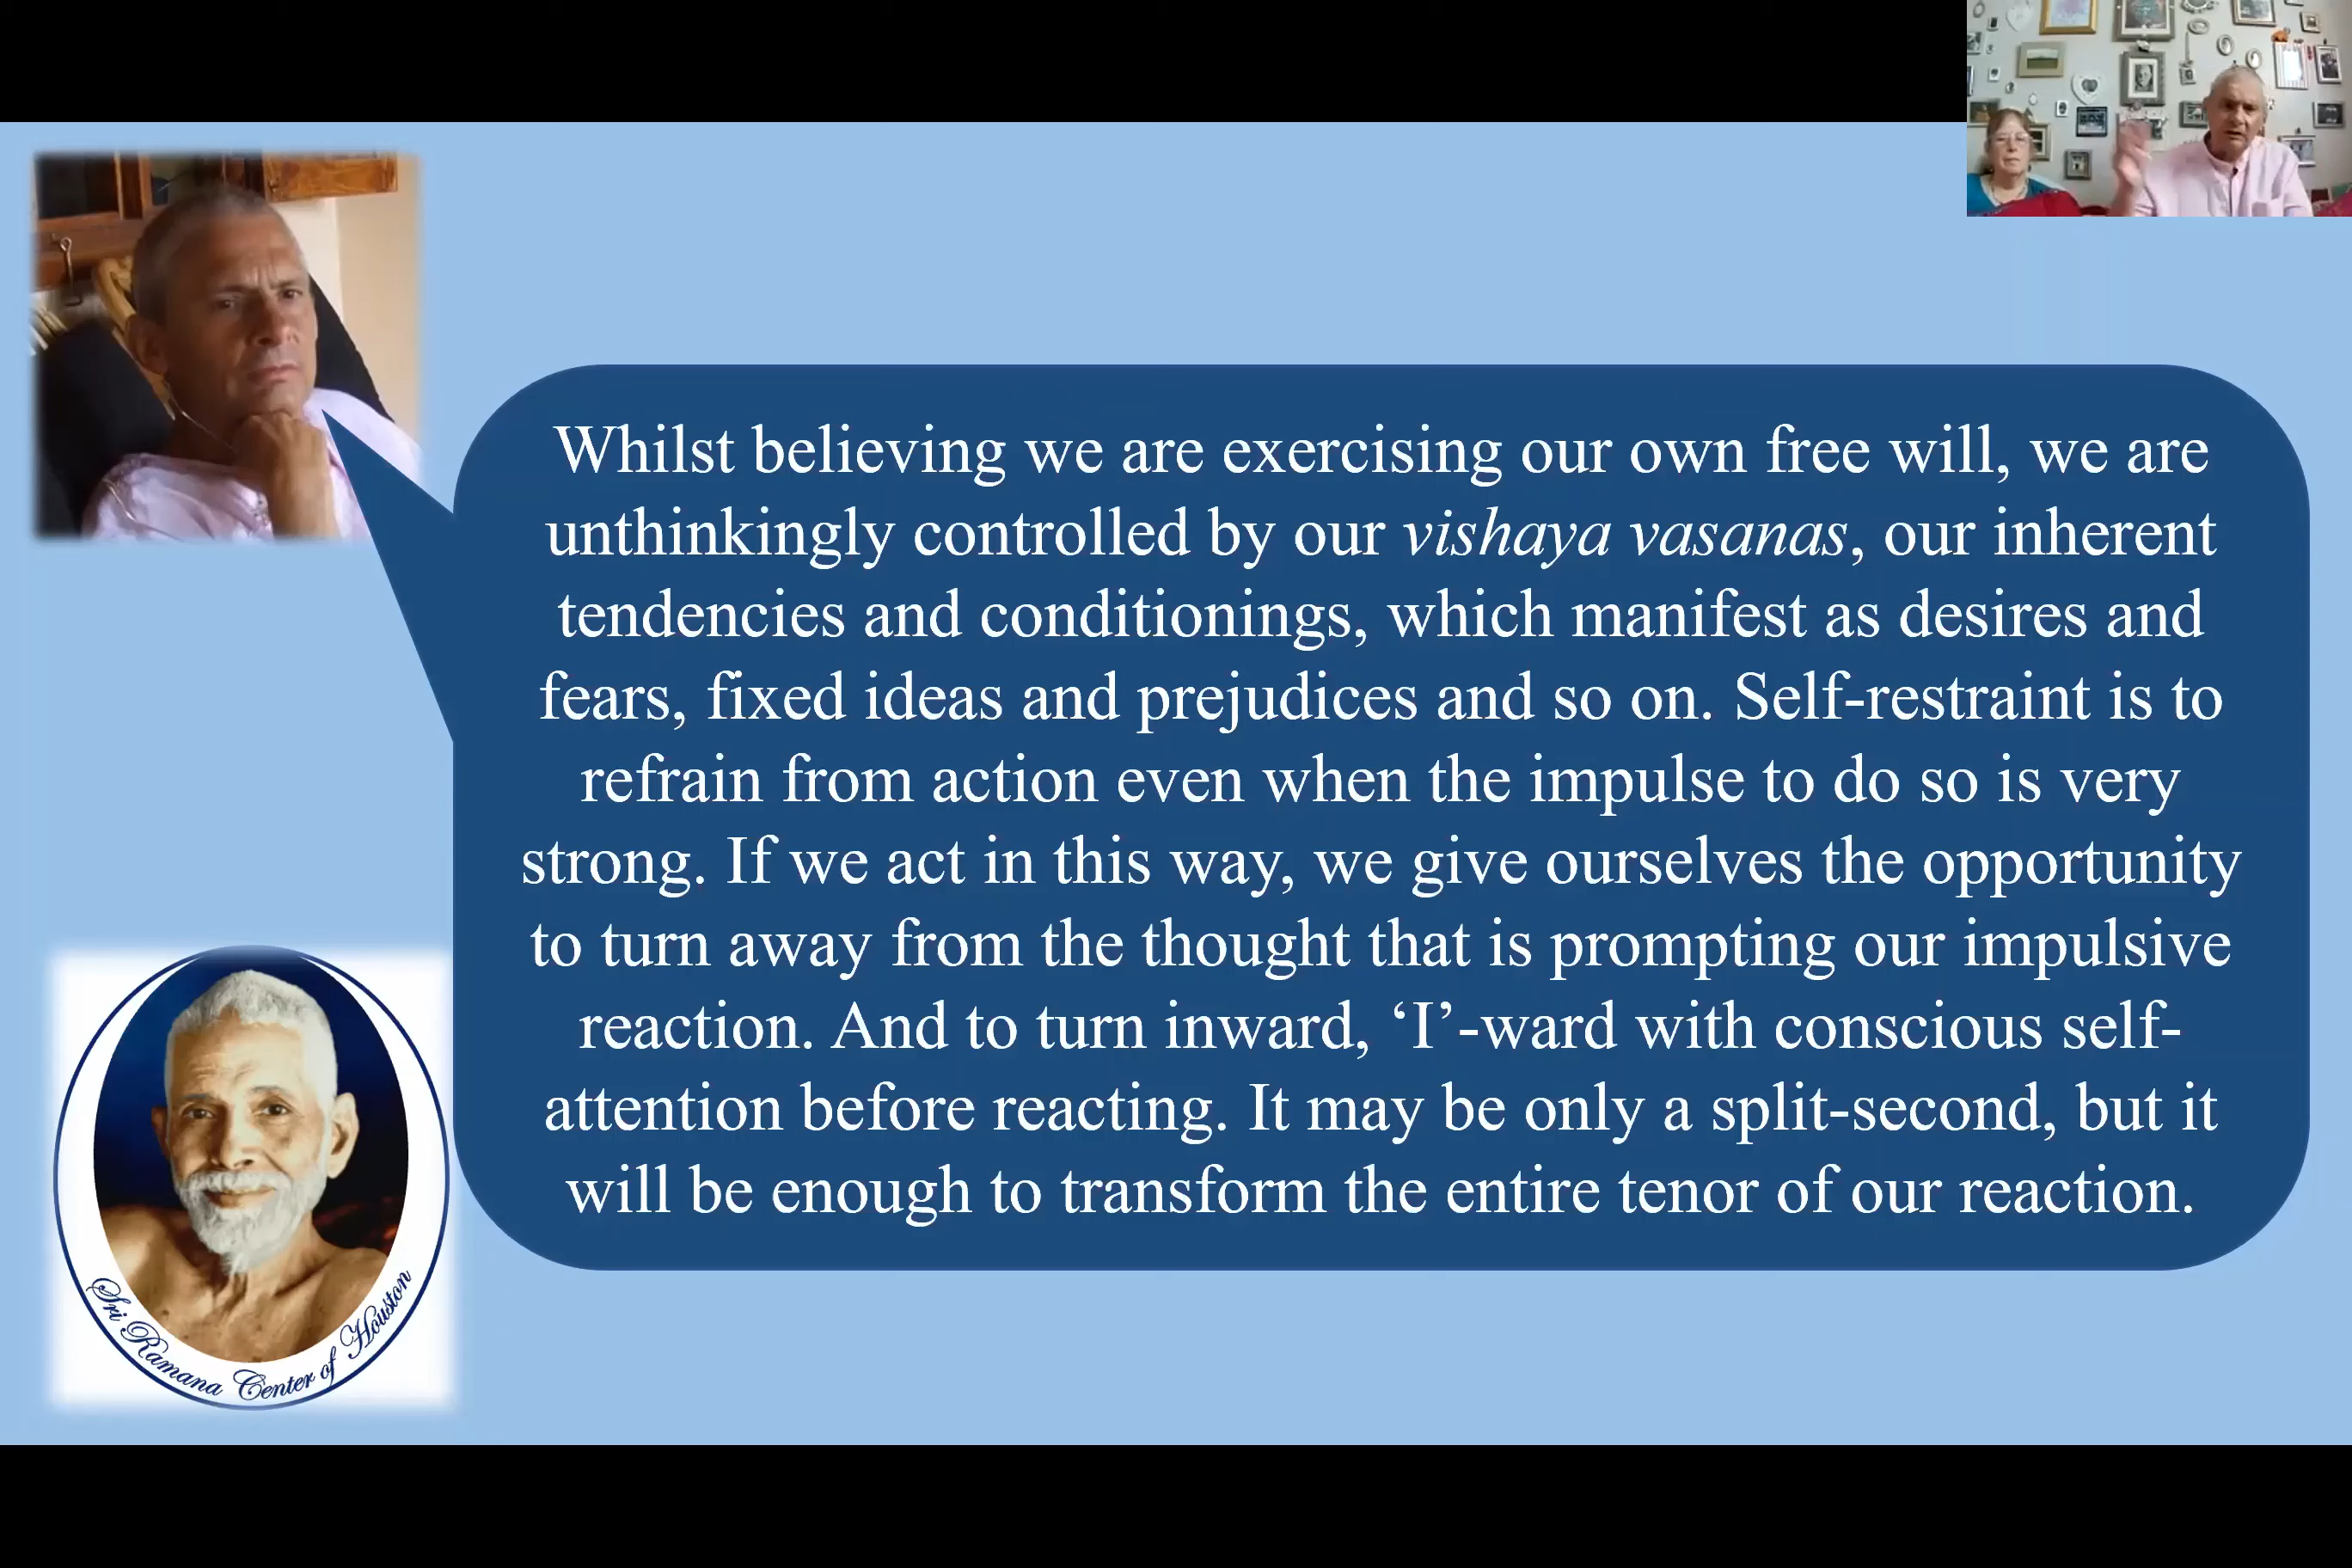 Whilst believing we are exercising our own free will, we are
unthinkingly controlled by our vishaya vasanas, our inherent
tendencies and conditionings, which manifest as desires and
fears, fixed ideas and prejudices and so on. Self-restraint is to
refrain from action even when the impulse to do so is very
strong. If we act in this way, we give ourselves the opportunity
to turn away from the thought that is prompting our impulsive
reaction. And to turn inward, ‘I’-ward with conscious self-
attention before reacting. It may be only a split-second, but it
will be enough to transform the entire tenor of our reaction.
Sri Ramana Center of Houston